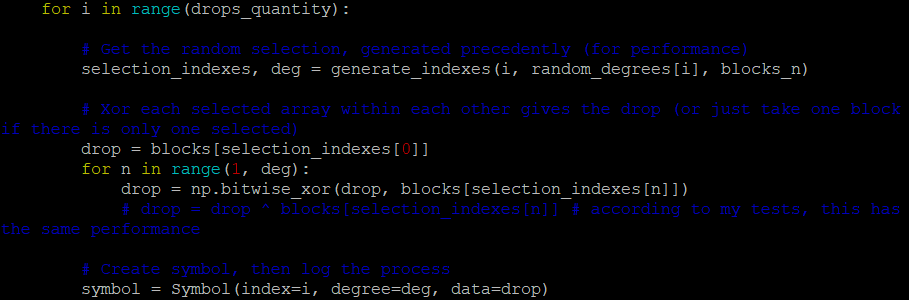 for i in range(drops_quantity):
# Get the random selection, generated precedently (for performance)
selection_indexes, deg = generate_indexes(i, random_degrees[i], blocks_n)
# Xor each selected array within each other gives the drop (or just take one block
if there is only one selected)
drop = blocks[selection_indexes[0]]
for n in range(1, deg):
drop = np.bitwise_xor(drop, blocks[selection_indexes[n]])
# drop = drop ^ blocks[selection_indexes[n]] # according to my tests, this has
the same performance
# Create symbol, then log the process
symbol = Symbol(index=i, degree=deg, data=drop)